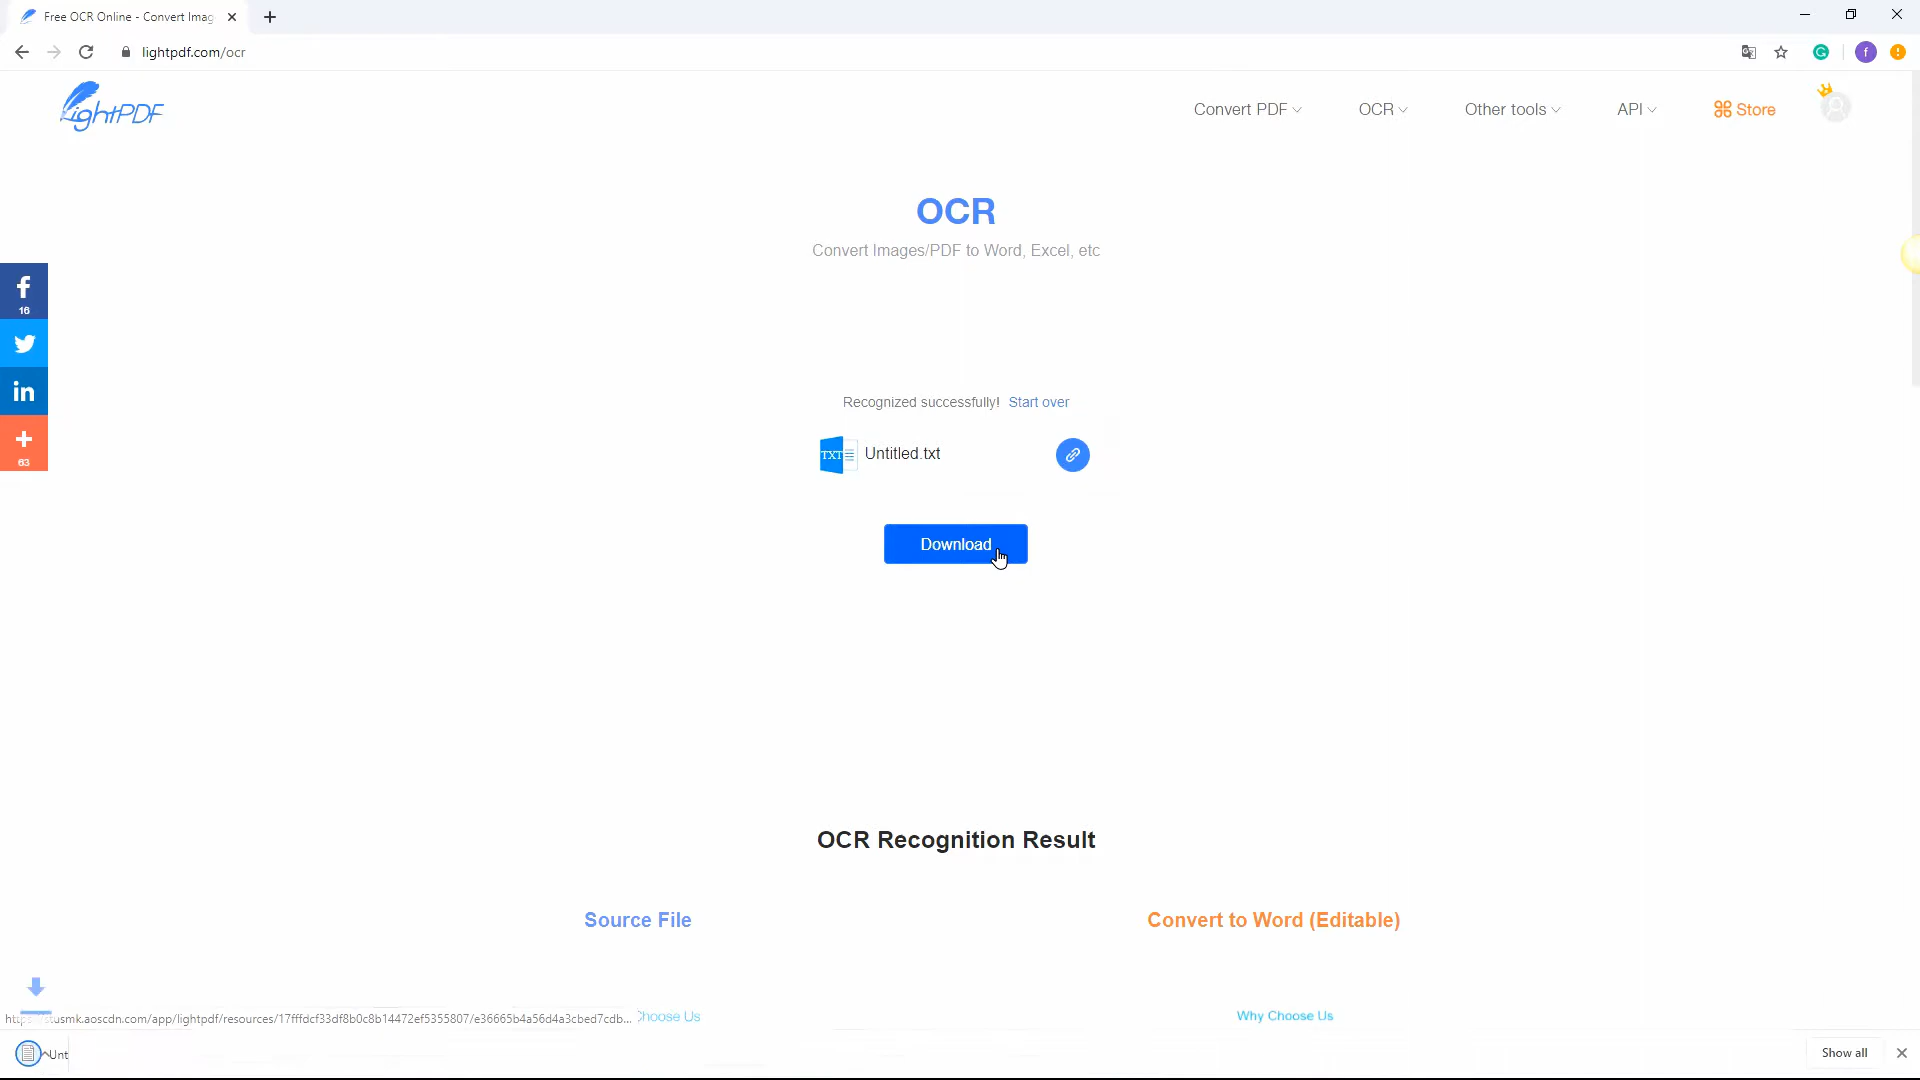 Free OCR Online - Convert Imag
lightpdf.com/ocr
f
LightPDF
Convert PDF
OCR
Other tools
API
Store
OCR
Convert Images/PDF to Word, Excel, etc
16
in
63
Recognized successfully! Start over
TXT
Untitled.txt
Download
OCR Recognition Result
Source File
Convert to Word (Editable)
Choose Us
Why Choose Us
usmk.aoscdn.com/app/lightpdf/resources/17fffdcf33df8b0c8b14472ef5355807/e36665b4a56d4a3cbed7cdb...
Unt
Show all